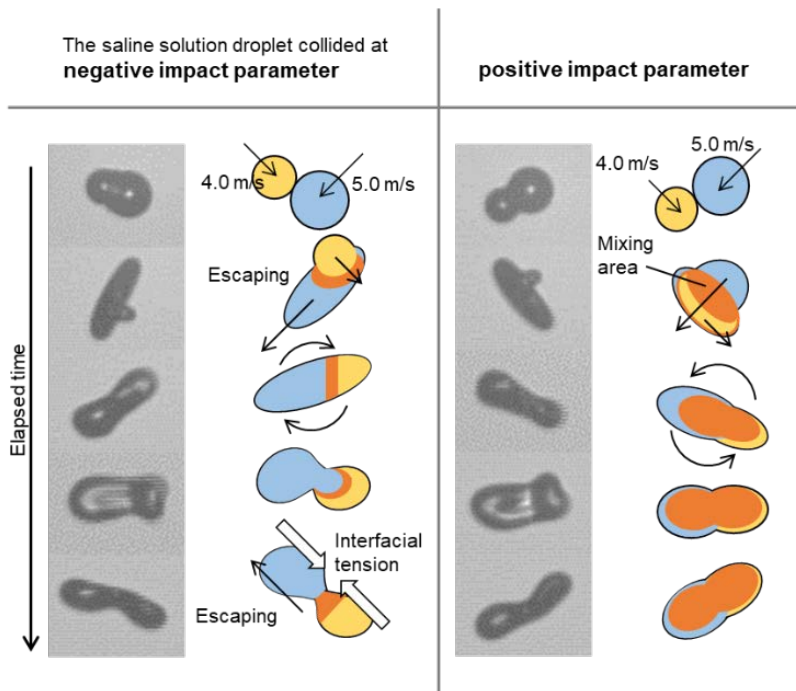 The saline solution droplet collided at
negative impact parameter
positive impact parameter
Elapsed time
4.0 m/s
5.0 m/s
Escaping
Interfacial
tension
Escaping
5.0 m/s
4.0 m/s
Mixing
area